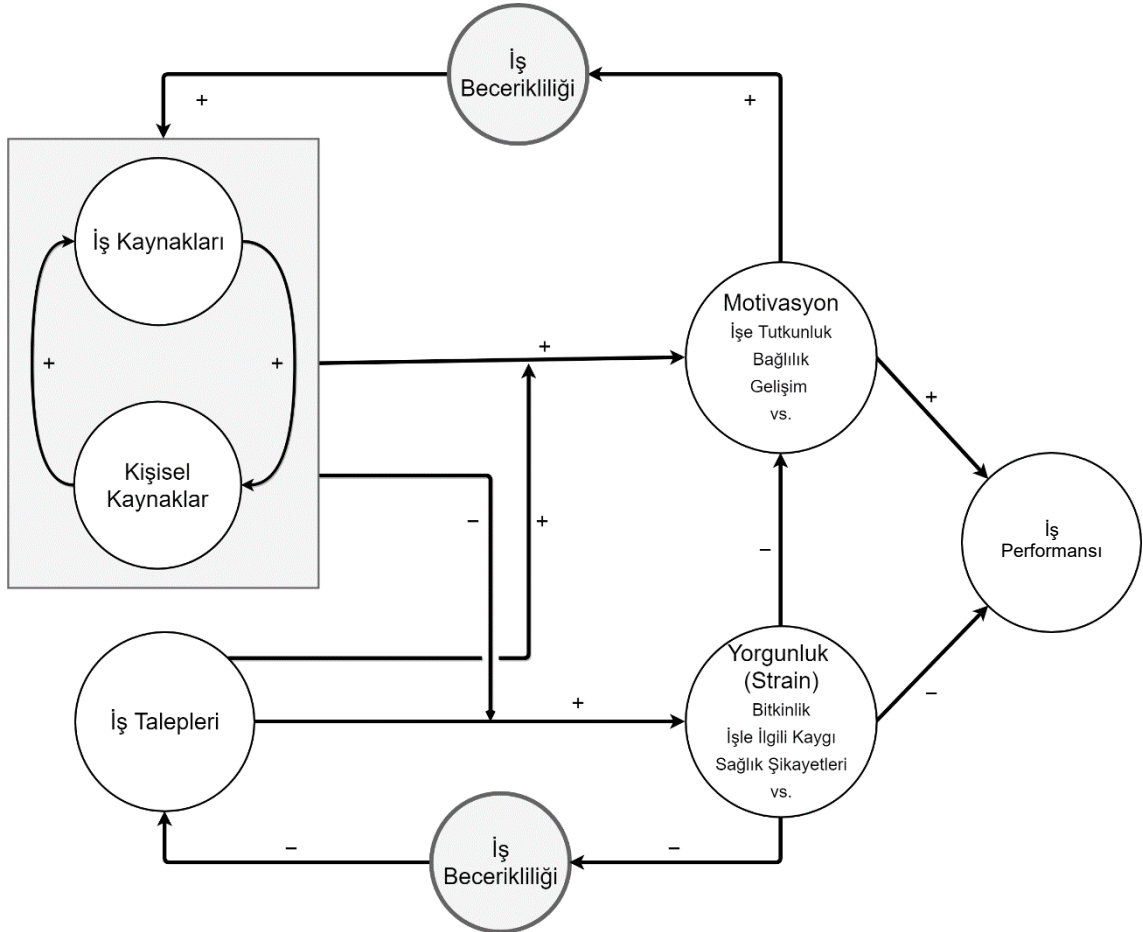 İş
Becerikliliği
+
+
İş Kaynakları
+
+
Kişisel
Kaynaklar
+
Motivasyon
İşe Tutkunluk
Bağlılık
Gelişim
vs.
+
–
+
–
İş
Performansı
İş Talepleri
+
Yorgunluk
(Strain)
Bitkinlik
İşle İlgili Kaygı
Sağlık Şikayetleri
vs.
–
–
–
İş
Becerikliliği